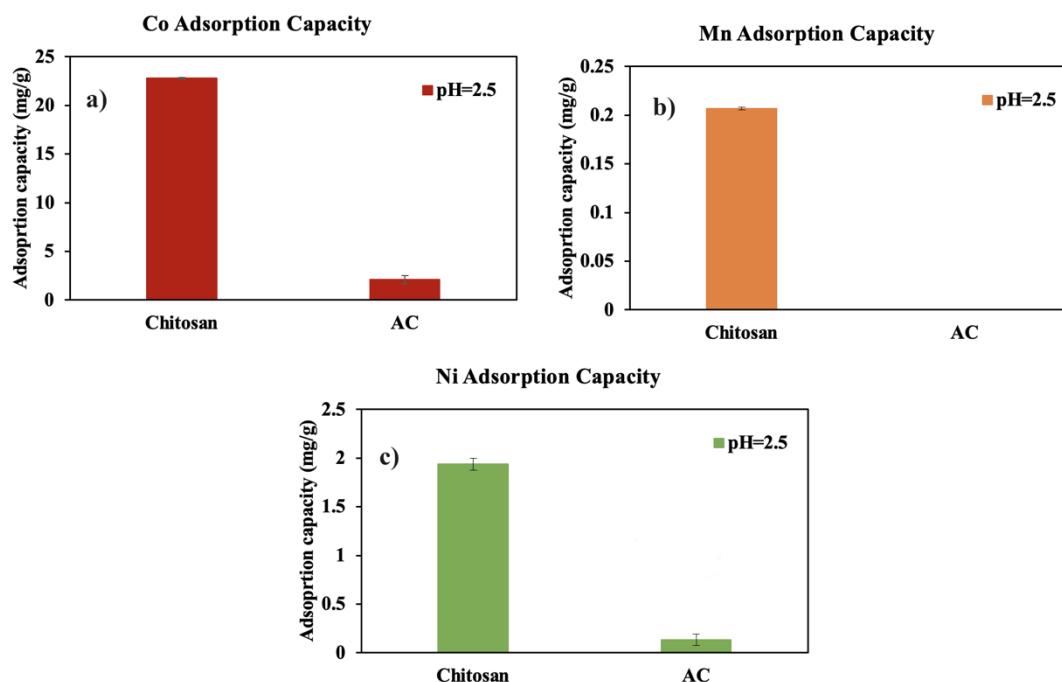 Co Adsorption Capacity
Adsoprtion capacity (mg/g)
25
20
15
10
5
0
a)
pH=2.5
Chitosan
AC
Mn Adsorption Capacity
Adsoprtion capacity (mg/g)
0.25
0.2
0.15
0.1
0.05
0
b)
pH=2.5
Chitosan
AC
Ni Adsorption Capacity
Adsoprtion capacity (mg/g)
2.5
2
1.5
1
0.5
0
c)
pH=2.5
Chitosan
AC